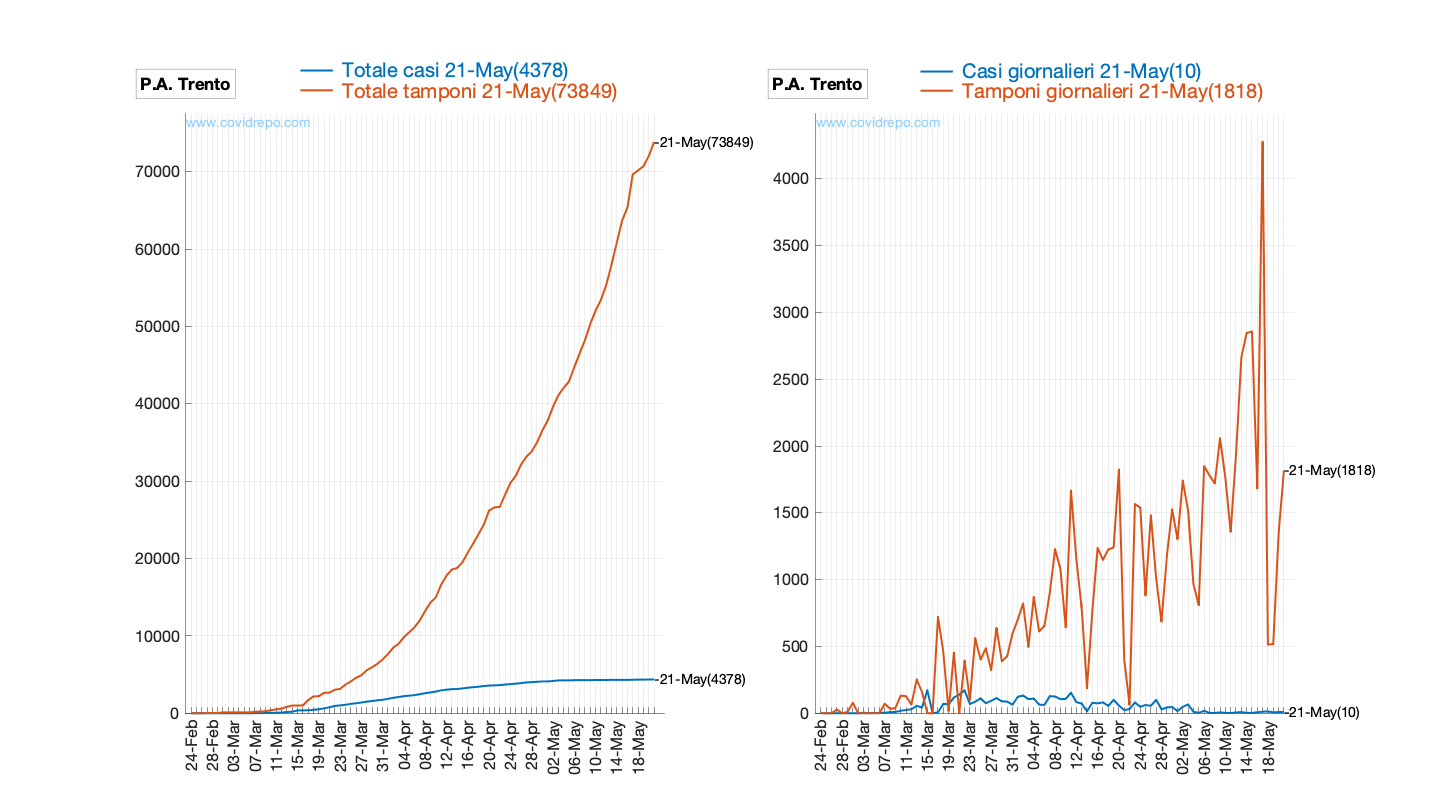 P.A. Trento
Totale casi 21-May(4378)
Totale tamponi 21-May(73849)
www.covidrepo.com
21-May(73849)
21-May(4378)
70000
60000
50000
40000
30000
20000
10000
0
24-Feb
28-Feb
03-Mar
07-Mar
11-Mar
15-Mar
19-Mar
23-Mar
27-Mar
31-Mar
04-Apr
08-Apr
12-Apr
16-Apr
20-Apr
24-Apr
28-Apr
02-May
06-May
10-May
14-May
18-May
P.A. Trento
Casi giornalieri 21-May(10)
Tamponi giornalieri 21-May(1818)
www.covidrepo.com
21-May(1818)
21-May(10)
4000
3500
3000
2500
2000
1500
1000
500
0
24-Feb
28-Feb
03-Mar
07-Mar
11-Mar
15-Mar
19-Mar
23-Mar
27-Mar
31-Mar
04-Apr
08-Apr
12-Apr
16-Apr
20-Apr
24-Apr
28-Apr
02-May
06-May
10-May
14-May
18-May